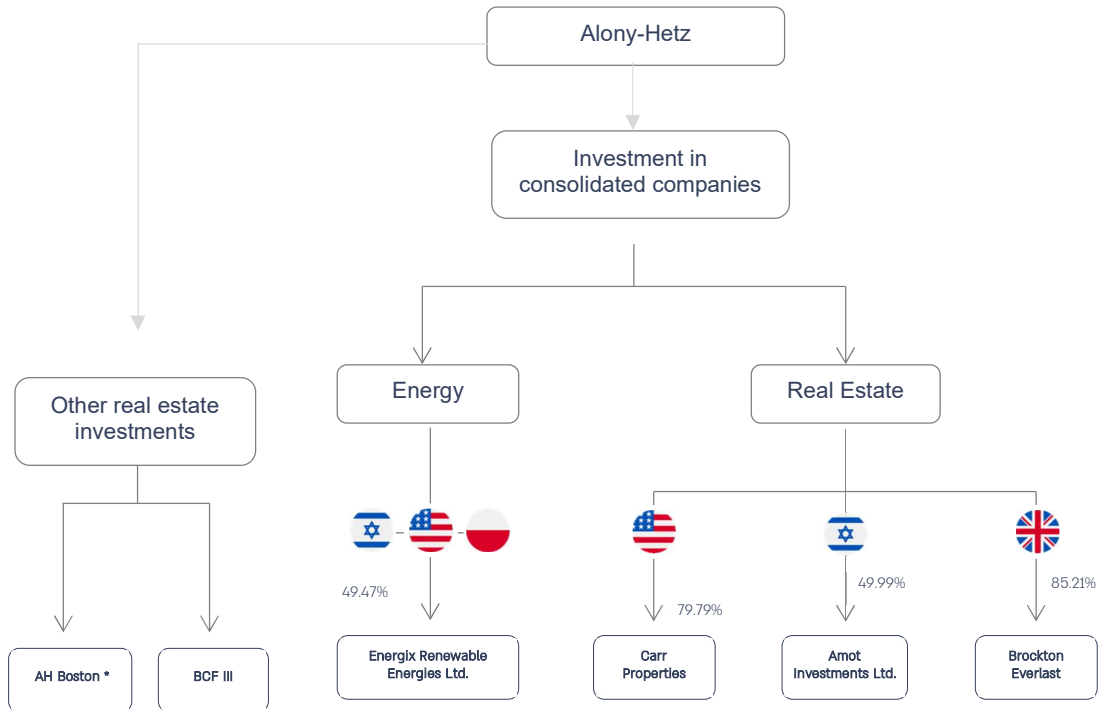 Alony-Hetz
Investment in
consolidated companies
Other real estate
investments
Energy
Real Estate
49.47%
79.79%
49.99%
85.21%
AH Boston *
BCF III
Energix Renewable
Energies Ltd.
Carr
Properties
Amot
Investments Ltd.
Brockton
Everlast